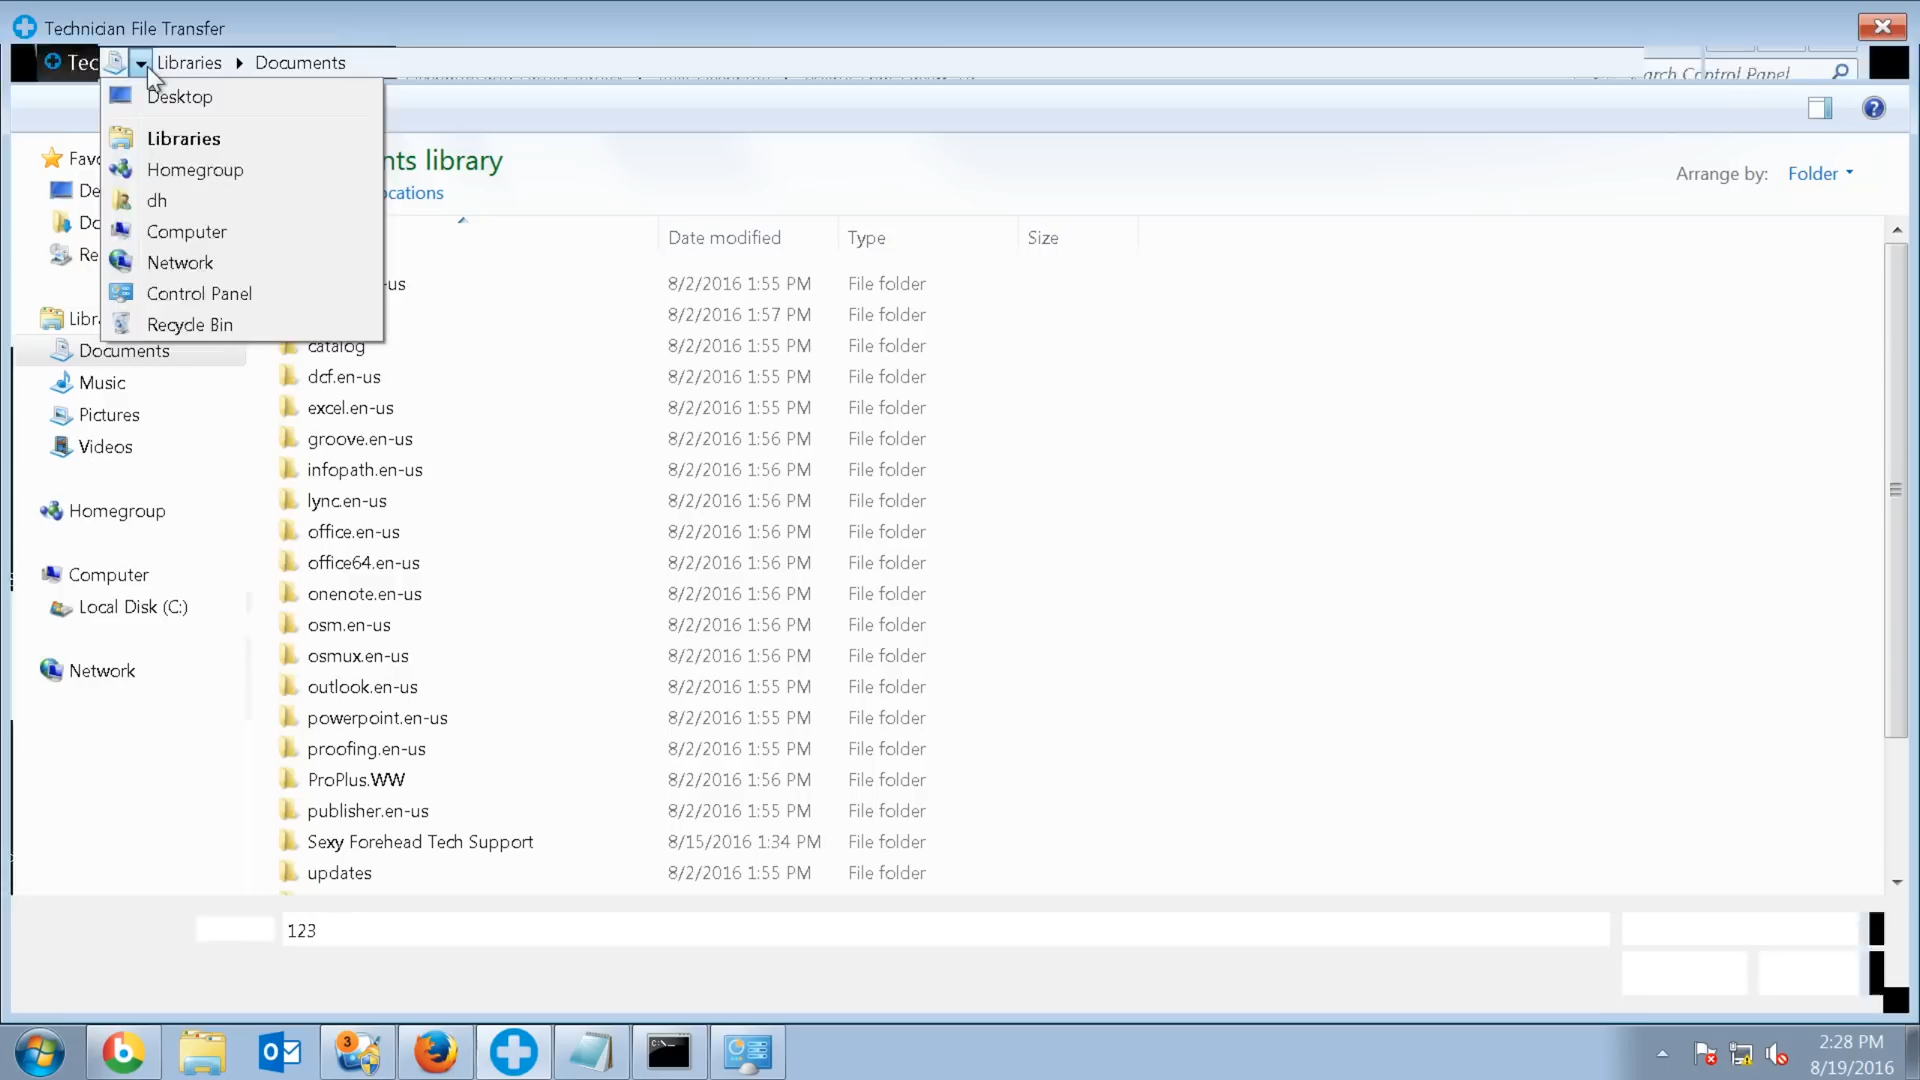 Technician File Transfer
Tec
Libraries
Documents
arch Control Panel
Desktop
Libraries
Homegroup
dh
Computer
Network
Control Panel
Recycle Bin
nts library
ocations
Arrange by: Folder
Date modified
Type
Size
Favo
De
Do
Re
Libra
Documents
Music
Pictures
Videos
Homegroup
Computer
Local Disk (C:)
Network
us 8/2/2016 1:55 PM File folder
8/2/2016 1:57 PM File folder
catalog 8/2/2016 1:55 PM File folder
dcf.en-us 8/2/2016 1:55 PM File folder
excel.en-us 8/2/2016 1:55 PM File folder
groove.en-us 8/2/2016 1:56 PM File folder
infopath.en-us 8/2/2016 1:56 PM File folder
lync.en-us 8/2/2016 1:56 PM File folder
office.en-us 8/2/2016 1:56 PM File folder
office64.en-us 8/2/2016 1:56 PM File folder
onenote.en-us 8/2/2016 1:56 PM File folder
osm.en-us 8/2/2016 1:56 PM File folder
osmux.en-us 8/2/2016 1:56 PM File folder
outlook.en-us 8/2/2016 1:55 PM File folder
powerpoint.en-us 8/2/2016 1:55 PM File folder
proofing.en-us 8/2/2016 1:55 PM File folder
ProPlus.WW 8/2/2016 1:56 PM File folder
publisher.en-us 8/2/2016 1:55 PM File folder
Sexy Forehead Tech Support 8/15/2016 1:34 PM File folder
updates 8/2/2016 1:55 PM File folder
123
3
2:28 PM
8/19/2016